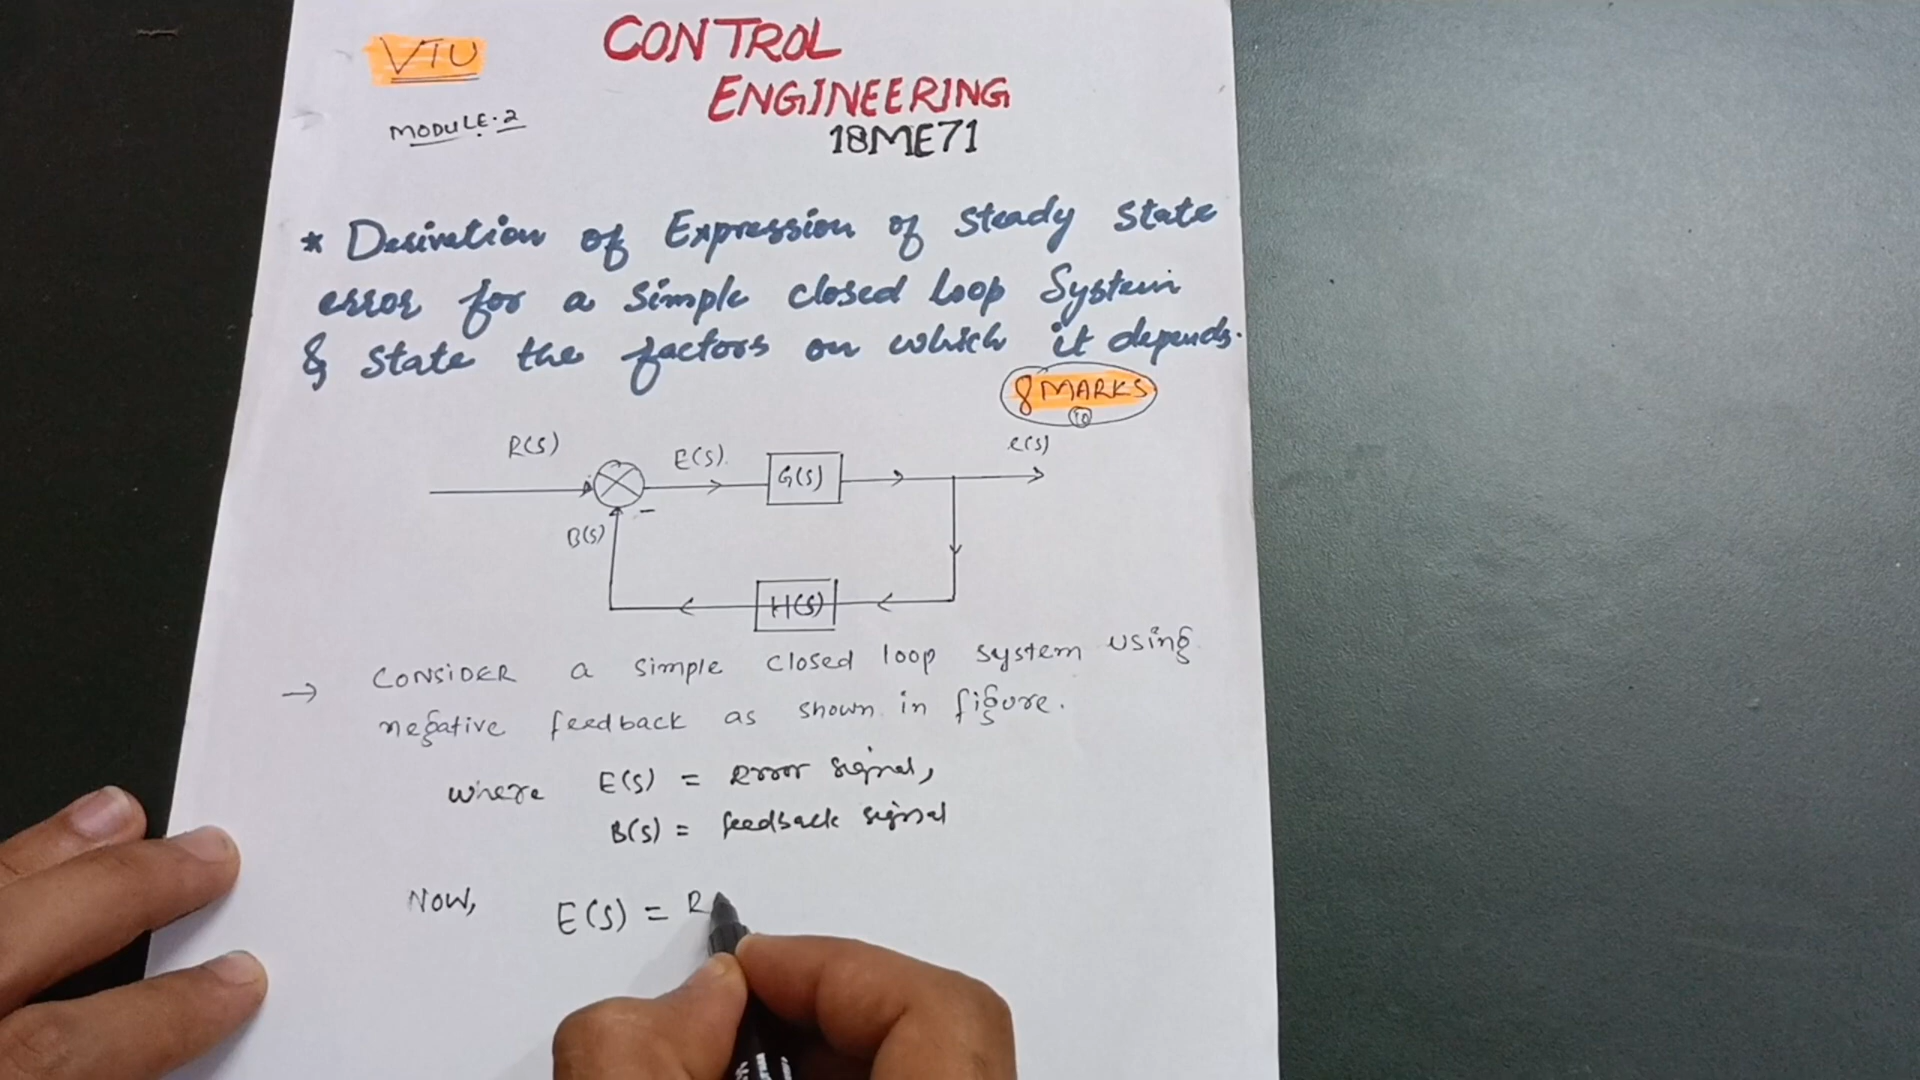 VTU
CONTROL
ENGINEERING
MODULE.2
18ME71
* Derivation of Expression of Steady State
error for a simple closed loop System
& State the factors on which it depends.
8 MARKS
10
R(S)
E(S)
G(S)
C(S)
B(S)
-
H(S)
→ CONSIDER a simple closed loop system using
negative feedback as shown in figure.
where E(S) = Error signal,
B(S) = feedback signal
Now, E(S) = R